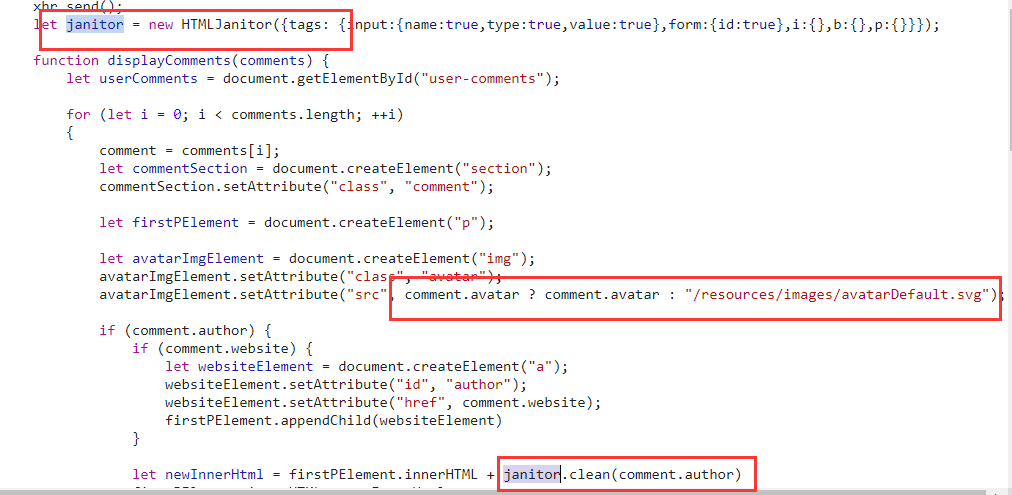 xhr.send();
let janitor = new HTMLJanitor({tags: {input:{name:true,type:true,value:true},form:{id:true},i:{},b:{},p:{}}});
function displayComments(comments) {
let userComments = document.getElementById("user-comments");
for (let i = 0; i < comments.length; ++i)
{
comment = comments[i];
let commentSection = document.createElement("section");
commentSection.setAttribute("class", "comment");
let firstPElement = document.createElement("p");
let avatarImgElement = document.createElement("img");
avatarImgElement.setAttribute("class", "avatar");
avatarImgElement.setAttribute("src", comment.avatar ? comment.avatar : "/resources/images/avatarDefault.svg");
if (comment.author) {
if (comment.website) {
let websiteElement = document.createElement("a");
websiteElement.setAttribute("id", "author");
websiteElement.setAttribute("href", comment.website);
firstPElement.appendChild(websiteElement)
}
let newInnerHtml = firstPElement.innerHTML + janitor.clean(comment.author)